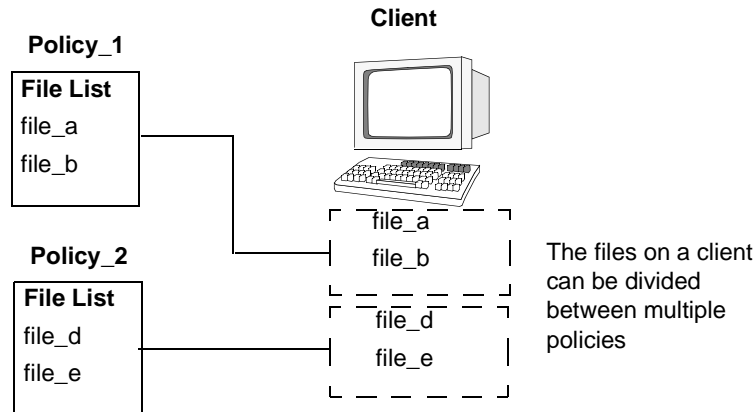 Client
Policy_1
File List
file_a
file_b
file_a
file_b
Policy_2
File List
file_d
file_e
file_d
file_e
The files on a client
can be divided
between multiple
policies